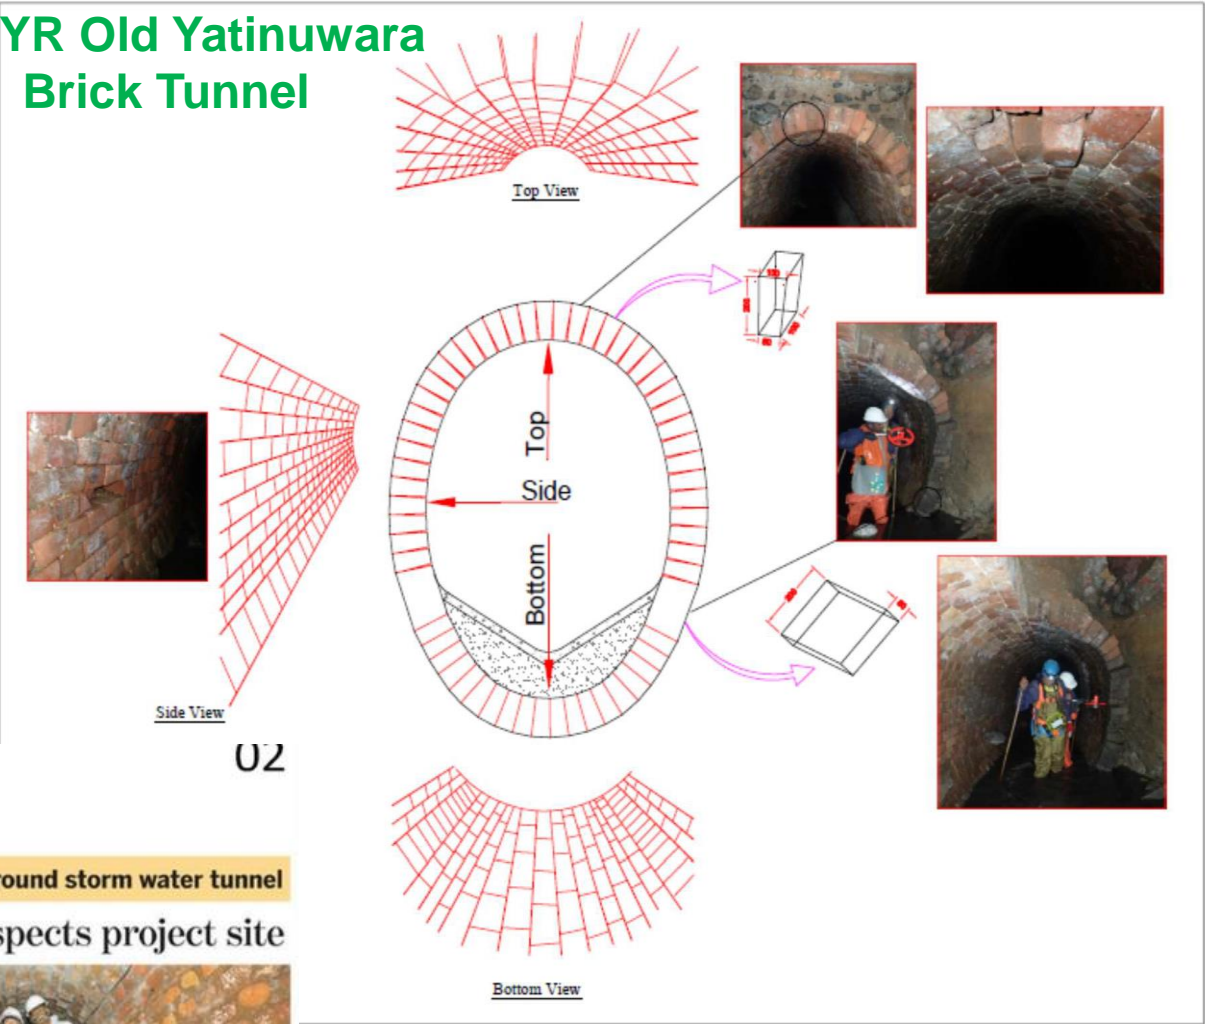 YR Old Yatinuwara
Brick Tunnel
Top View
Top
Side
Bottom
Side View
02
round storm water tunnel
spects project site
Bottom View